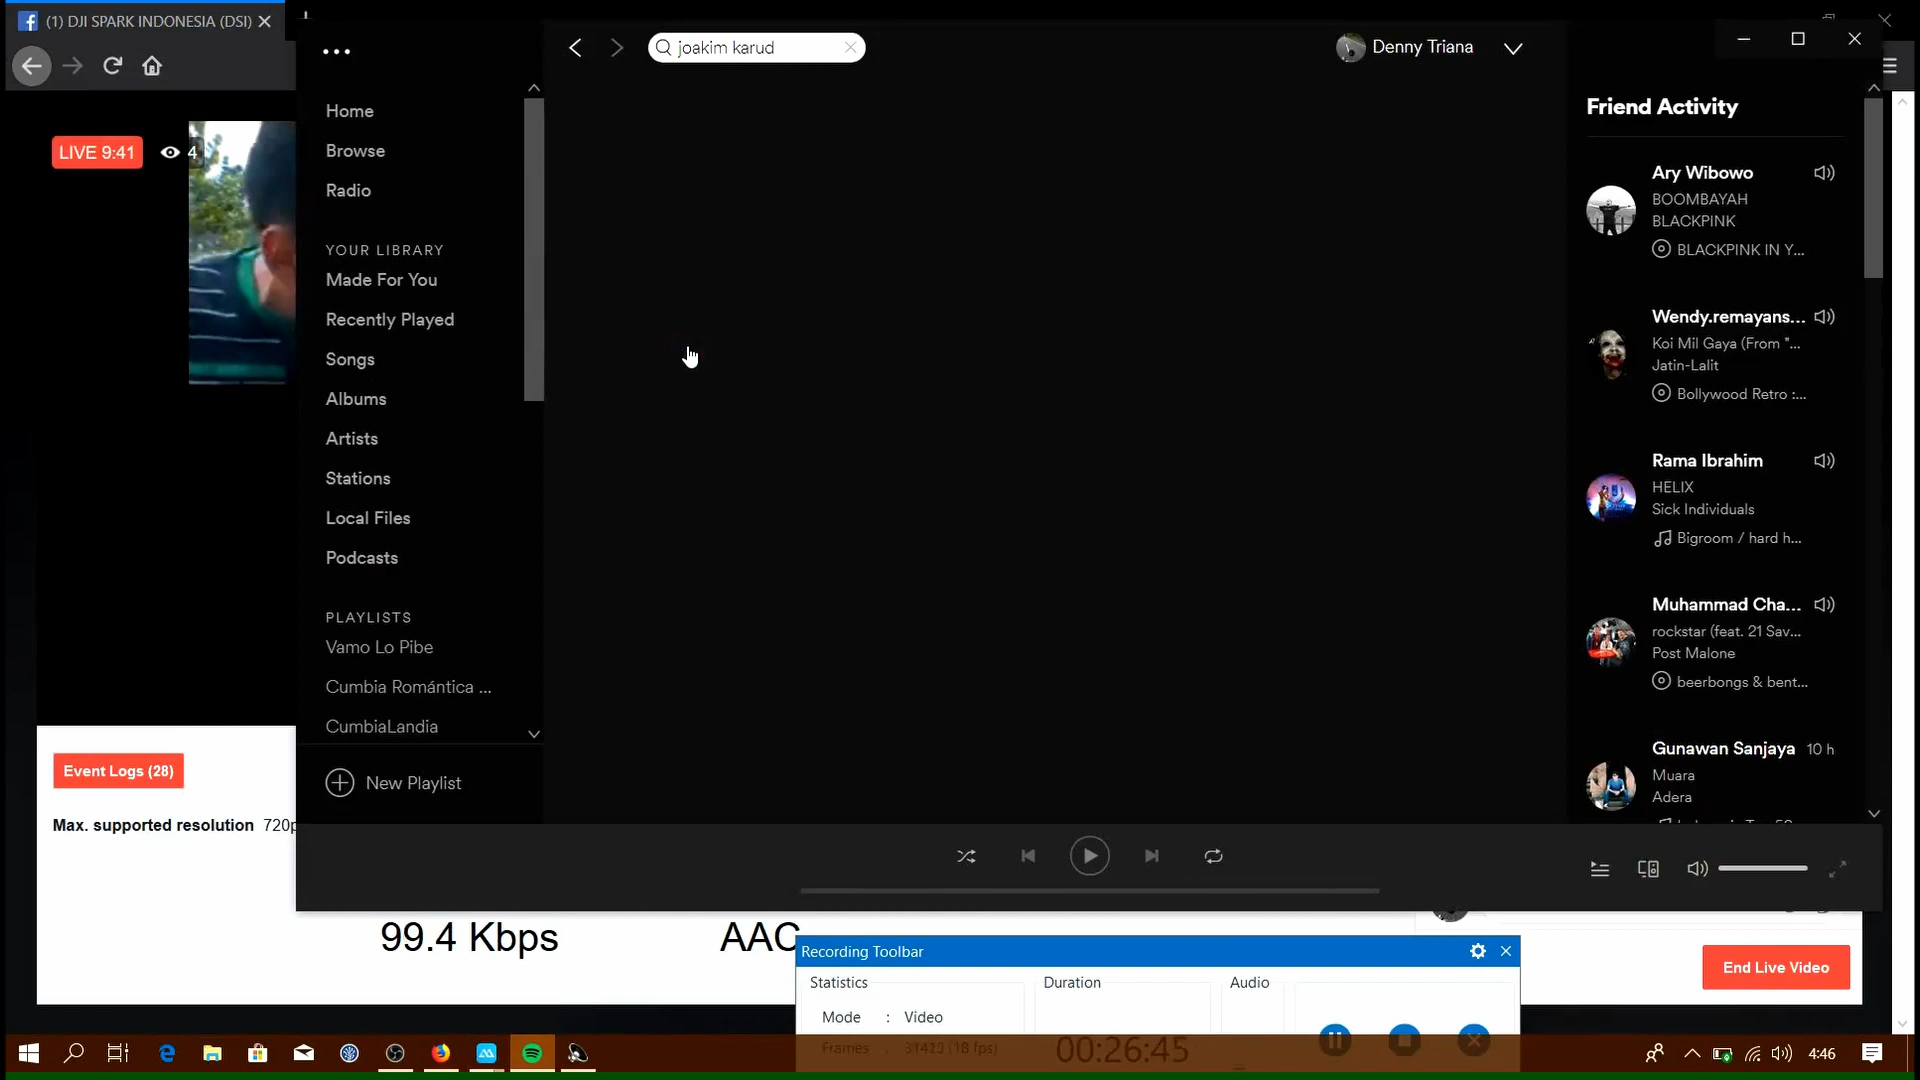 (1) DJI SPARK INDONESIA (DSI)
LIVE 9:41
4
joakim karud
Denny Triana
Home
Browse
Radio
YOUR LIBRARY
Made For You
Recently Played
Songs
Albums
Artists
Stations
Local Files
Podcasts
PLAYLISTS
Vamo Lo Pibe
Cumbia Romántica ...
CumbiaLandia
New Playlist
Friend Activity
Ary Wibowo
BOOMBAYAH
BLACKPINK
BLACKPINK IN Y...
Wendy.remayans...
Koi Mil Gaya (From "...
Jatin-Lalit
Bollywood Retro :...
Rama Ibrahim
HELIX
Sick Individuals
Bigroom / hard h...
Muhammad Cha...
rockstar (feat. 21 Sav...
Post Malone
beerbongs & bent...
Gunawan Sanjaya 10 h
Muara
Adera
Event Logs (28)
Max. supported resolution 720p
99.4 Kbps
AAC
End Live Video
Recording Toolbar
Statistics
Duration
Audio
Mode : Video
Frames : 31423 (18 fps)
00:26:45
4:46